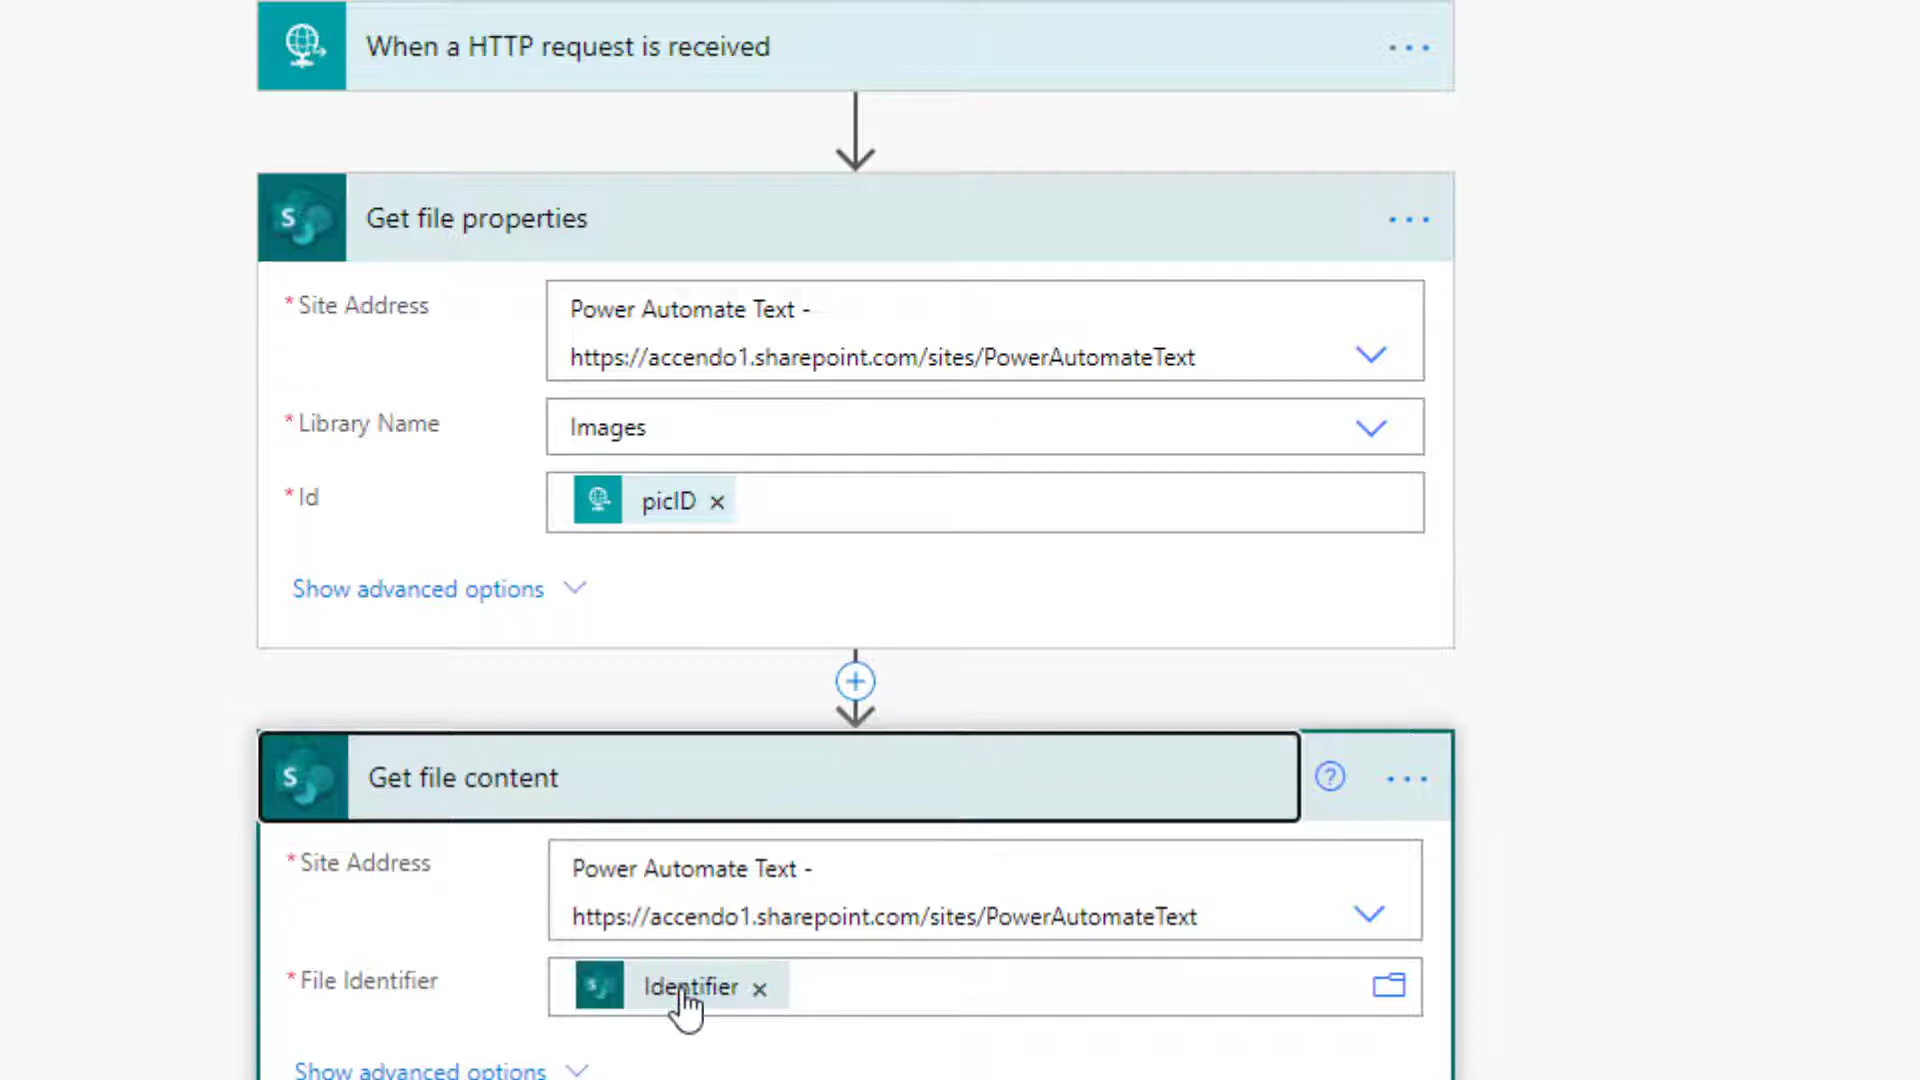 When a HTTP request is received
Get file properties
* Site Address
Power Automate Text -
https://accendo1.sharepoint.com/sites/PowerAutomateText
* Library Name
Images
* Id
picID ×
Show advanced options
Get file content
* Site Address
Power Automate Text -
https://accendo1.sharepoint.com/sites/PowerAutomateText
* File Identifier
Identifier ×
Show advanced options